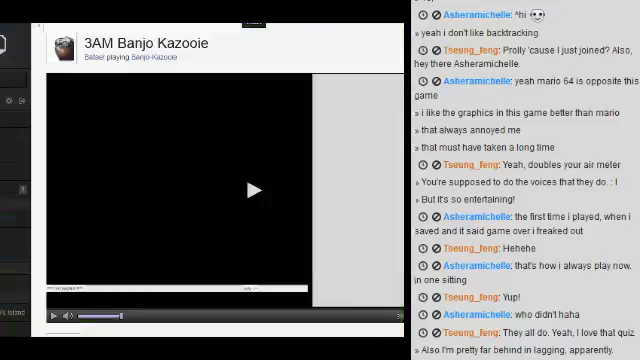 3AM Banjo Kazooie
playing Banjo-Kazooie
Asheramichelle: ^hi
» yeah i don't like backtracking
Tseung_feng: Prolly 'cause I just joined? Also,
hey there Asheramichelle.
Asheramichelle: yeah mario 64 is opposite this
game
» i like the graphics in this game better than mario
» that always annoyed me
» that must have taken a long time
Tseung_feng: Yeah, doubles your air meter
» You're supposed to do the voices that they do. : l
» But it's so entertaining!
Asheramichelle: the first time i played, when i
saved and it said game over i freaked out
Tseung_feng: Hehehe
Asheramichelle: that's how i always play now.
in one sitting
Tseung_feng: Yup!
Asheramichelle: who didn't haha
Tseung_feng: They all do. Yeah, I love that quiz
» Also I'm pretty far behind in lagging, apparently.
's Island